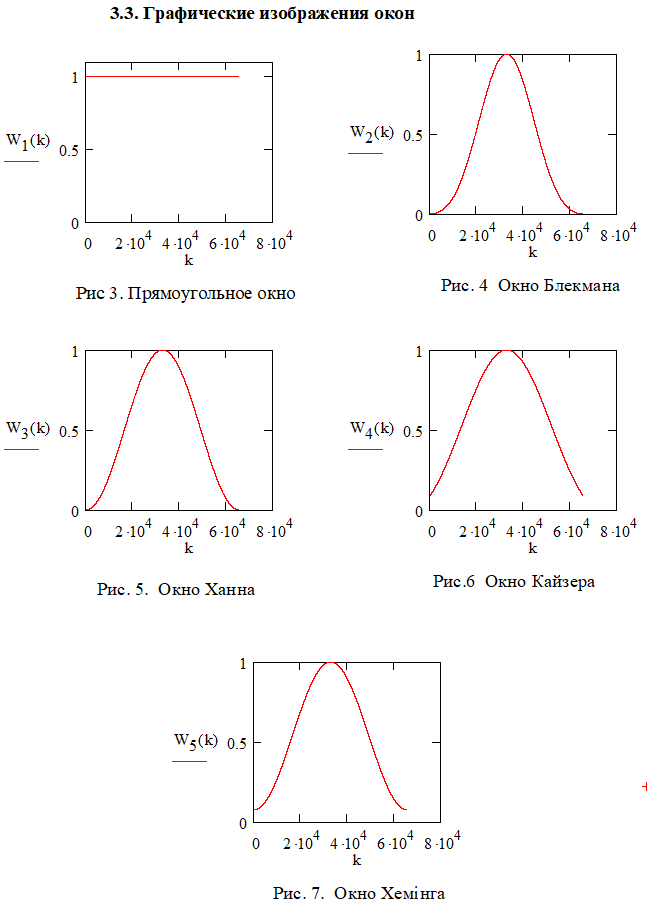 3.3. Графические изображения окон
1
W1(k)
0.5
0
0
2·10^4
4·10^4
6·10^4
8·10^4
k
Рис 3. Прямоугольное окно
1
W2(k)
0.5
0
0
2·10^4
4·10^4
6·10^4
8·10^4
k
Рис. 4 Окно Блекмана
1
W3(k)
0.5
0
0
2·10^4
4·10^4
6·10^4
8·10^4
k
Рис. 5. Окно Ханна
1
W4(k)
0.5
0
0
2·10^4
4·10^4
6·10^4
8·10^4
k
Рис.6 Окно Кайзера
1
W5(k)
0.5
0
0
2·10^4
4·10^4
6·10^4
8·10^4
k
Рис. 7. Окно Хемінга